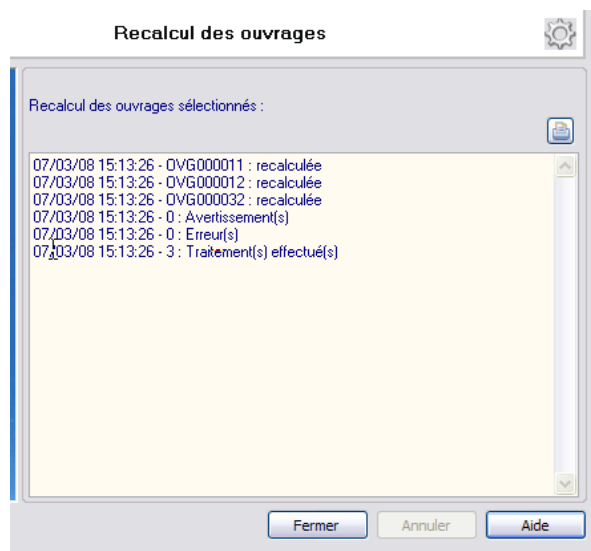 Recalcul des ouvrages
Recalcul des ouvrages sélectionnés :
07/03/08 15:13:26 - OVG000011 : recalculée
07/03/08 15:13:26 - OVG000012 : recalculée
07/03/08 15:13:26 - OVG000032 : recalculée
07/03/08 15:13:26 - 0 : Avertissement(s)
07/03/08 15:13:26 - 0 : Erreur(s)
07/03/08 15:13:26 - 3 : Traitement(s) effectué(s)
Fermer Annuler Aide